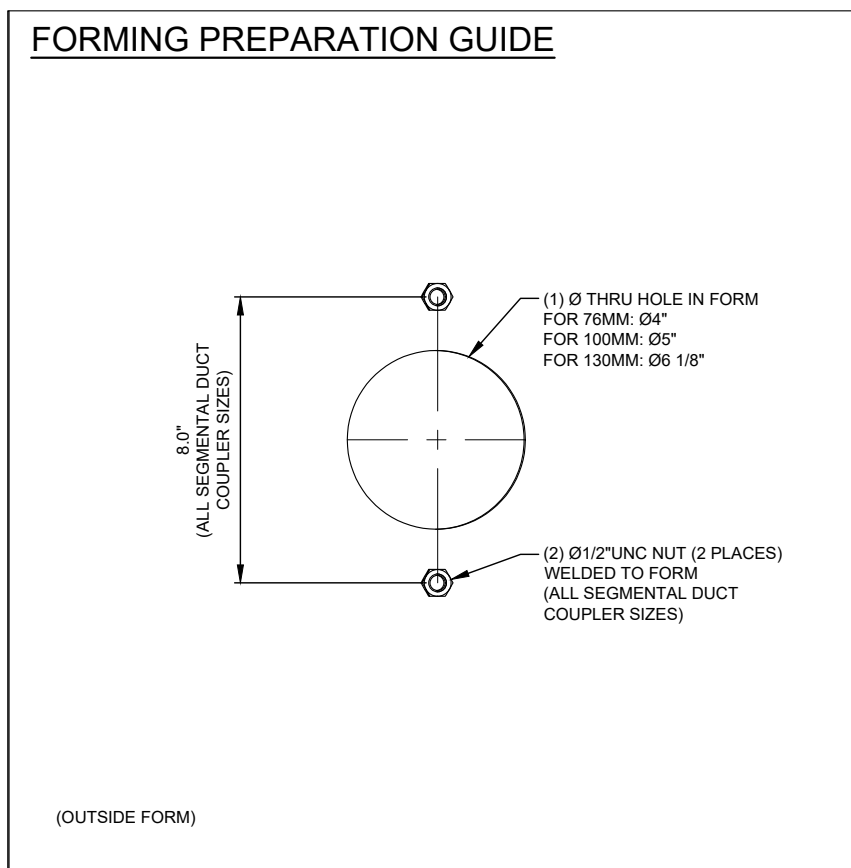 FORMING PREPARATION GUIDE
(1) Ø THRU HOLE IN FORM
FOR 76MM: Ø4"
FOR 100MM: Ø5"
FOR 130MM: Ø6 1/8"
8.0"
(ALL SEGMENTAL DUCT
COUPLER SIZES)
(2) Ø1/2"UNC NUT (2 PLACES)
WELDED TO FORM
(ALL SEGMENTAL DUCT
COUPLER SIZES)
(OUTSIDE FORM)